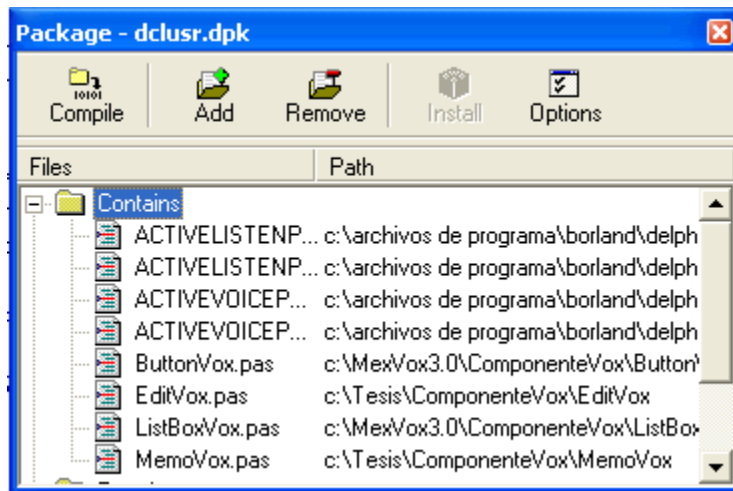 Package - dclusr.dpk
Compile Add Remove Install Options
Files Path
Contains
ACTIVELISTENP... c:\archivos de programa\borland\delph
ACTIVELISTENP... c:\archivos de programa\borland\delph
ACTIVEVOICEP... c:\archivos de programa\borland\delph
ACTIVEVOICEP... c:\archivos de programa\borland\delph
ButtonVox.pas c:\MexVox3.0\ComponenteVox\Button
EditVox.pas c:\Tesis\ComponenteVox\EditVox
ListBoxVox.pas c:\MexVox3.0\ComponenteVox\ListBo
MemoVox.pas c:\Tesis\ComponenteVox\MemoVox